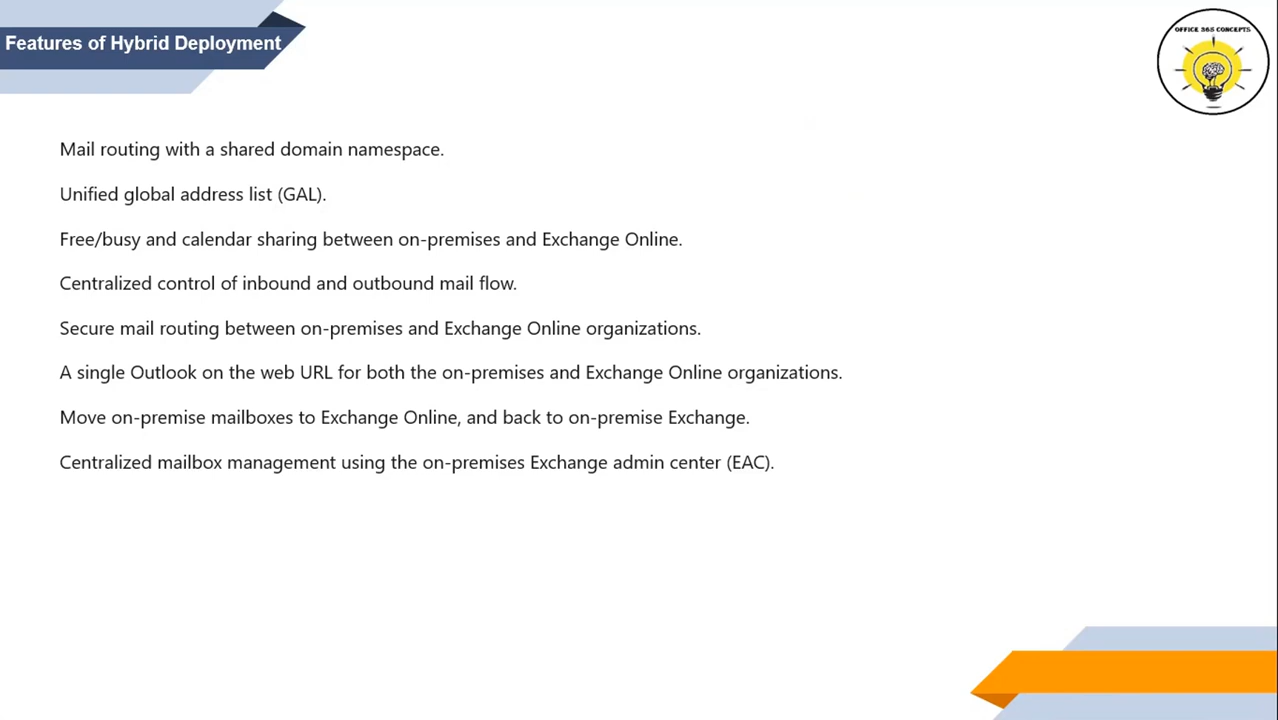 Features of Hybrid Deployment
OFFICE 365 CONCEPTS
Mail routing with a shared domain namespace.
Unified global address list (GAL).
Free/busy and calendar sharing between on-premises and Exchange Online.
Centralized control of inbound and outbound mail flow.
Secure mail routing between on-premises and Exchange Online organizations.
A single Outlook on the web URL for both the on-premises and Exchange Online organizations.
Move on-premise mailboxes to Exchange Online, and back to on-premise Exchange.
Centralized mailbox management using the on-premises Exchange admin center (EAC).